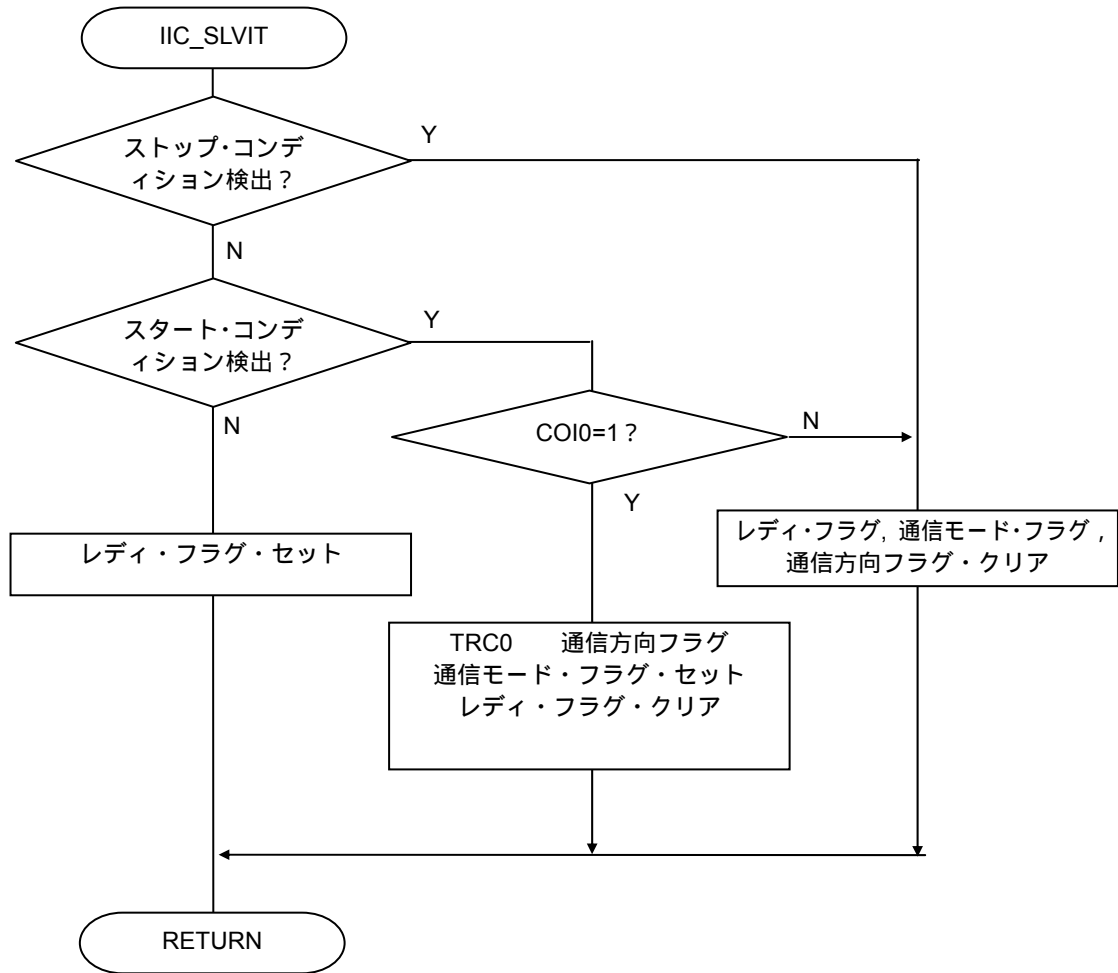 IIC_SLVIT
ストップ・コンデ
ィション検出？
Y
N
スタート・コンデ
ィション検出？
Y
N
COI0=1？
N
Y
レディ・フラグ・セット
レディ・フラグ, 通信モード・フラグ，
通信方向フラグ・クリア
TRC0　　通信方向フラグ
通信モード・フラグ・セット
レディ・フラグ・クリア
RETURN